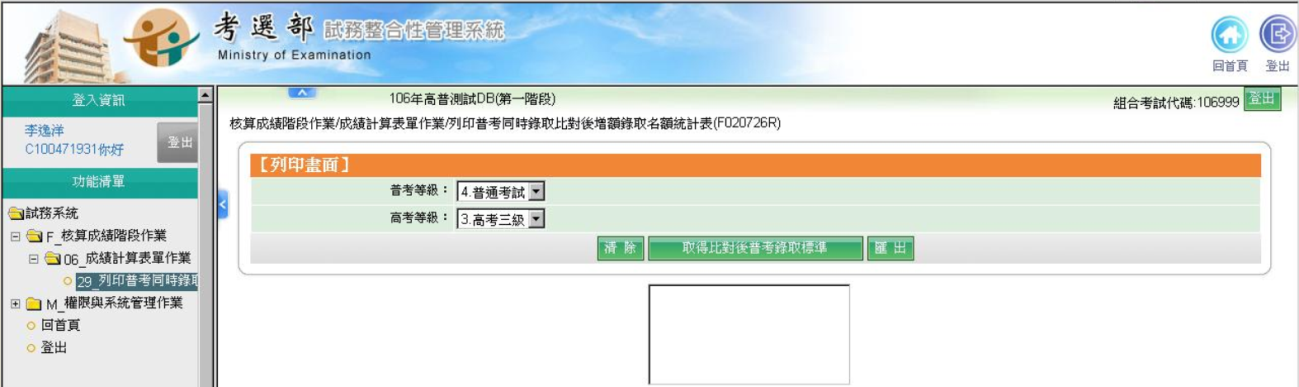 考選部 試務整合性管理系統
Ministry of Examination
回首頁 登出
登入資訊
李逸洋
C100471931你好
登出
功能清單
試務系統
F_核算成績階段作業
06_成績計算表單作業
29_列印普考同時錄取
M_權限與系統管理作業
回首頁
登出
106年高普測試DB(第一階段)
組合考試代碼:106999 登出
核算成績階段作業/成績計算表單作業/列印普考同時錄取比對後增額錄取名額統計表(F020726R)
【列印畫面】
普考等級： 4.普通考試
高考等級： 3.高考三級
清 除 取得比對後普考錄取標準 匯 出